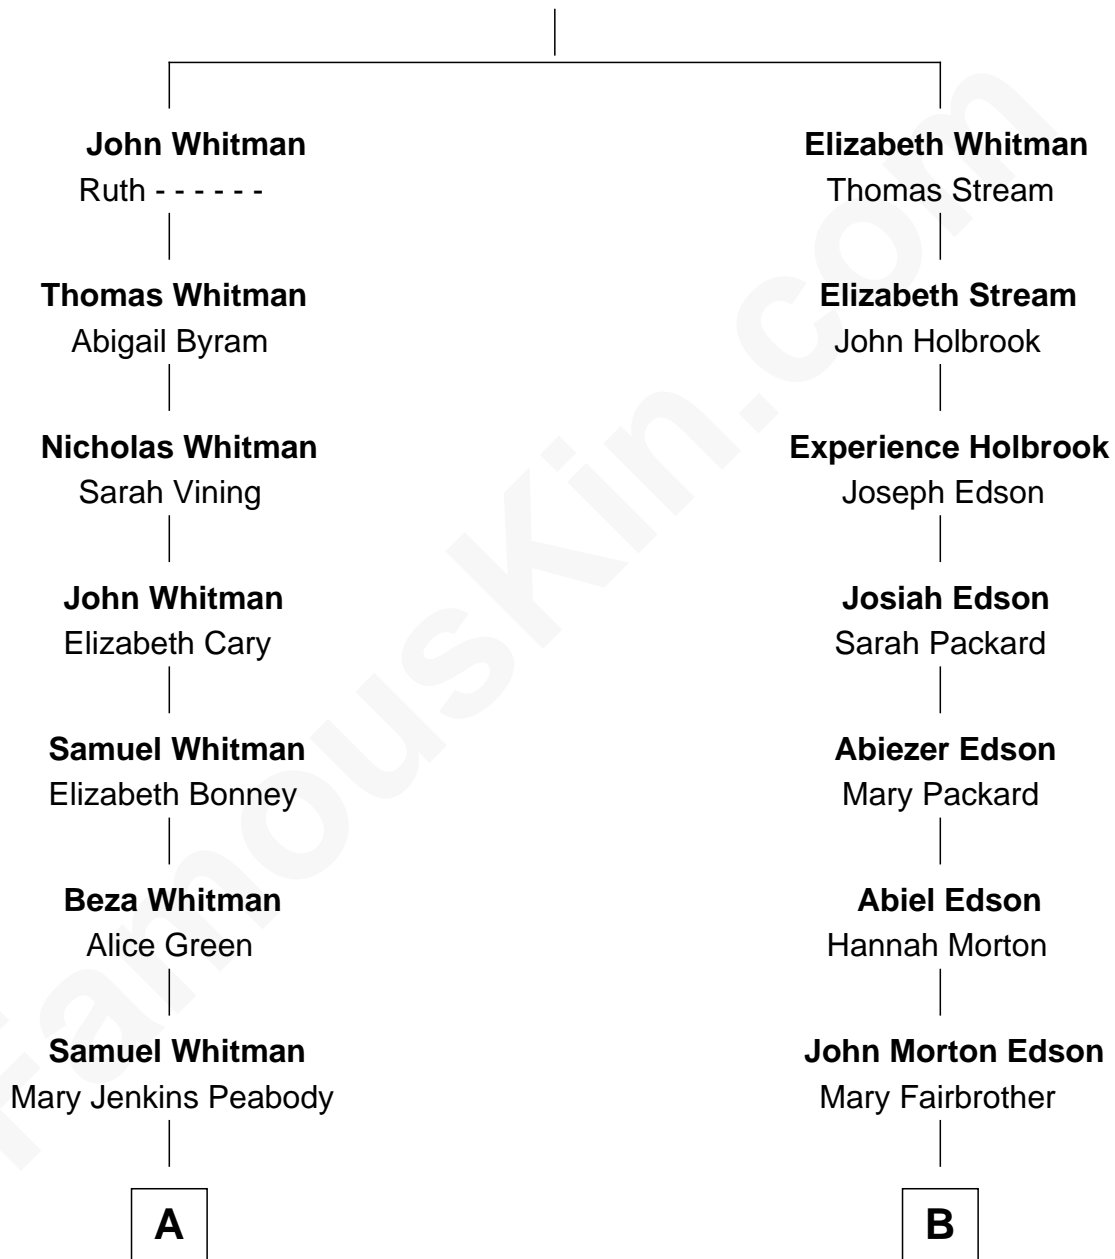 John Whitman
Ruth - - - - - -
Thomas Whitman
Abigail Byram
Nicholas Whitman
Sarah Vining
John Whitman
Elizabeth Cary
Samuel Whitman
Elizabeth Bonney
Beza Whitman
Alice Green
Samuel Whitman
Mary Jenkins Peabody
A
Elizabeth Whitman
Thomas Stream
Elizabeth Stream
John Holbrook
Experience Holbrook
Joseph Edson
Josiah Edson
Sarah Packard
Abiezer Edson
Mary Packard
Abiel Edson
Hannah Morton
John Morton Edson
Mary Fairbrother
B
FamousKin.com